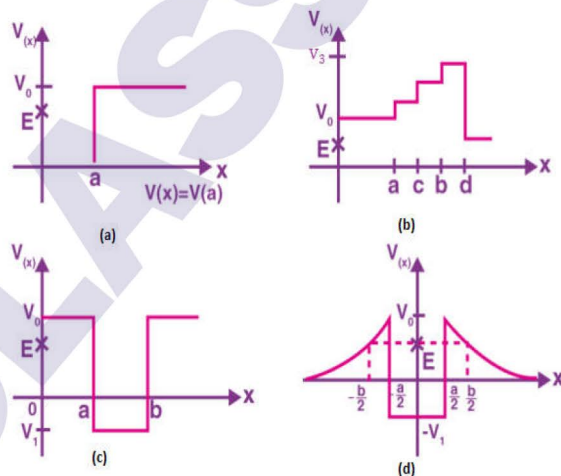 V(x)
V0
E
a
x
V(x)=V(a)
(a)
V(x)
V3
V0
E
a c b d
x
(b)
V(x)
V0
E
0 a b
x
V1
(c)
V(x)
V0
E
-b/2 -a/2 a/2 b/2
x
-V1
(d)